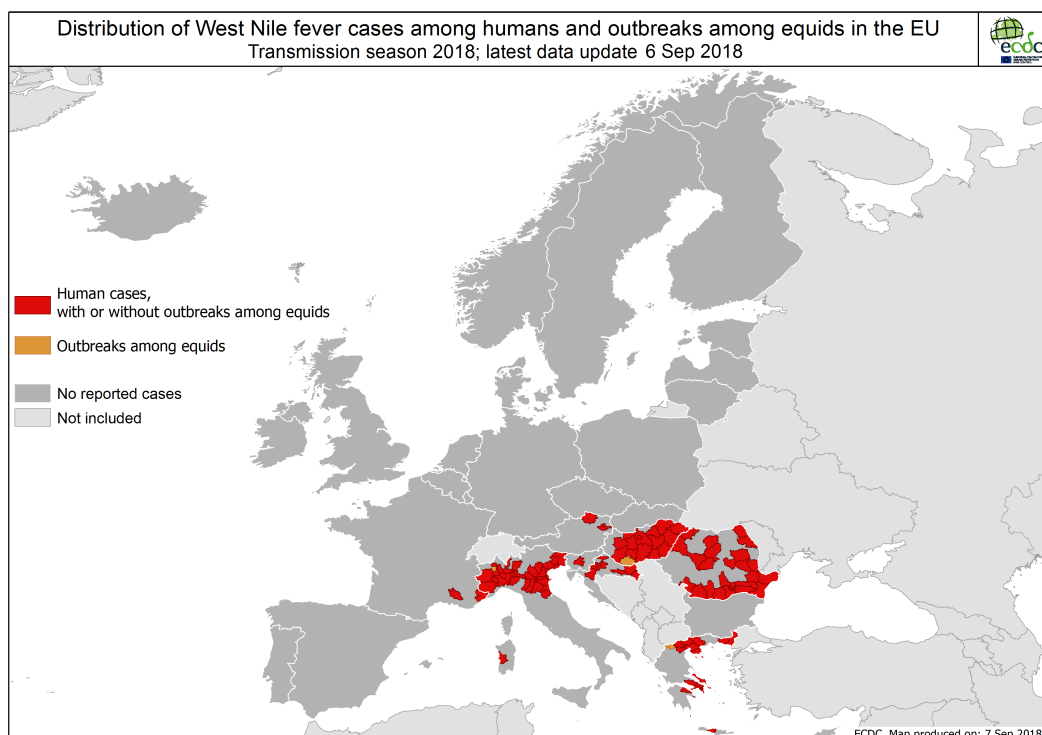 Distribution of West Nile fever cases among humans and outbreaks among equids in the EU
Transmission season 2018; latest data update 6 Sep 2018
ecdc
Human cases,
with or without outbreaks among equids
Outbreaks among equids
No reported cases
Not included
ECDC. Map produced on: 7 Sep 2018